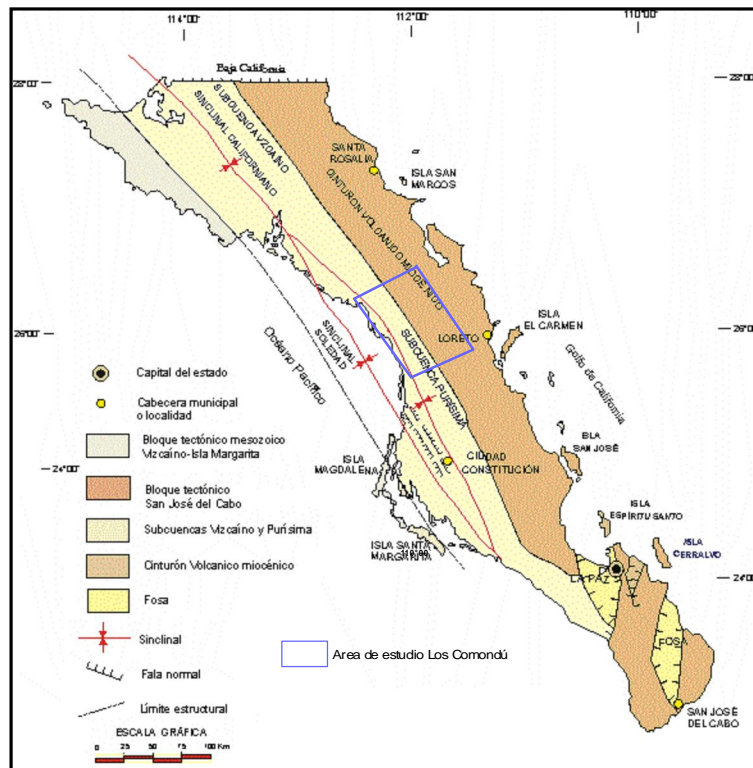 114°00'
112°00'
110°00'
28°00'
28°00'
Baja California
SUBCUENCA VIZCAÍNO
SINCLINAL CALIFORNIANO
SANTA
ROSALIA
ISLA SAN
MARCOS
CINTURON VOLCANICO MIOCENICO
26°00'
26°00'
LORETO
ISLA
EL CARMEN
SINCLINAL
SOLEDAD
SUBCUENCA PURÍSIMA
Océano Pacífico
Golfo de California
Capital del estado
Cabecera municipal
o localidad
ISLA
SAN JOSÉ
Bloque tectónico mesozoico
Vizcaíno-Isla Margarita
ISLA
MAGDALENA
CIUDAD
CONSTITUCIÓN
24°00'
Bloque tectónico
San José del Cabo
ISLA
ESPÍRITU SANTO
Subcuencas Vizcaíno y Purísima
ISLA SANTA
MARGARITA
ISLA
CERRALVO
Cinturón Volcanico miocénico
LA PAZ
24°00'
Fosa
Sinclinal
FOSA
Area de estudio Los Comondú
Fala normal
Límite estructural
SAN JOSÉ
DEL CABO
ESCALA GRÁFICA
0 25 50 75 100 Km